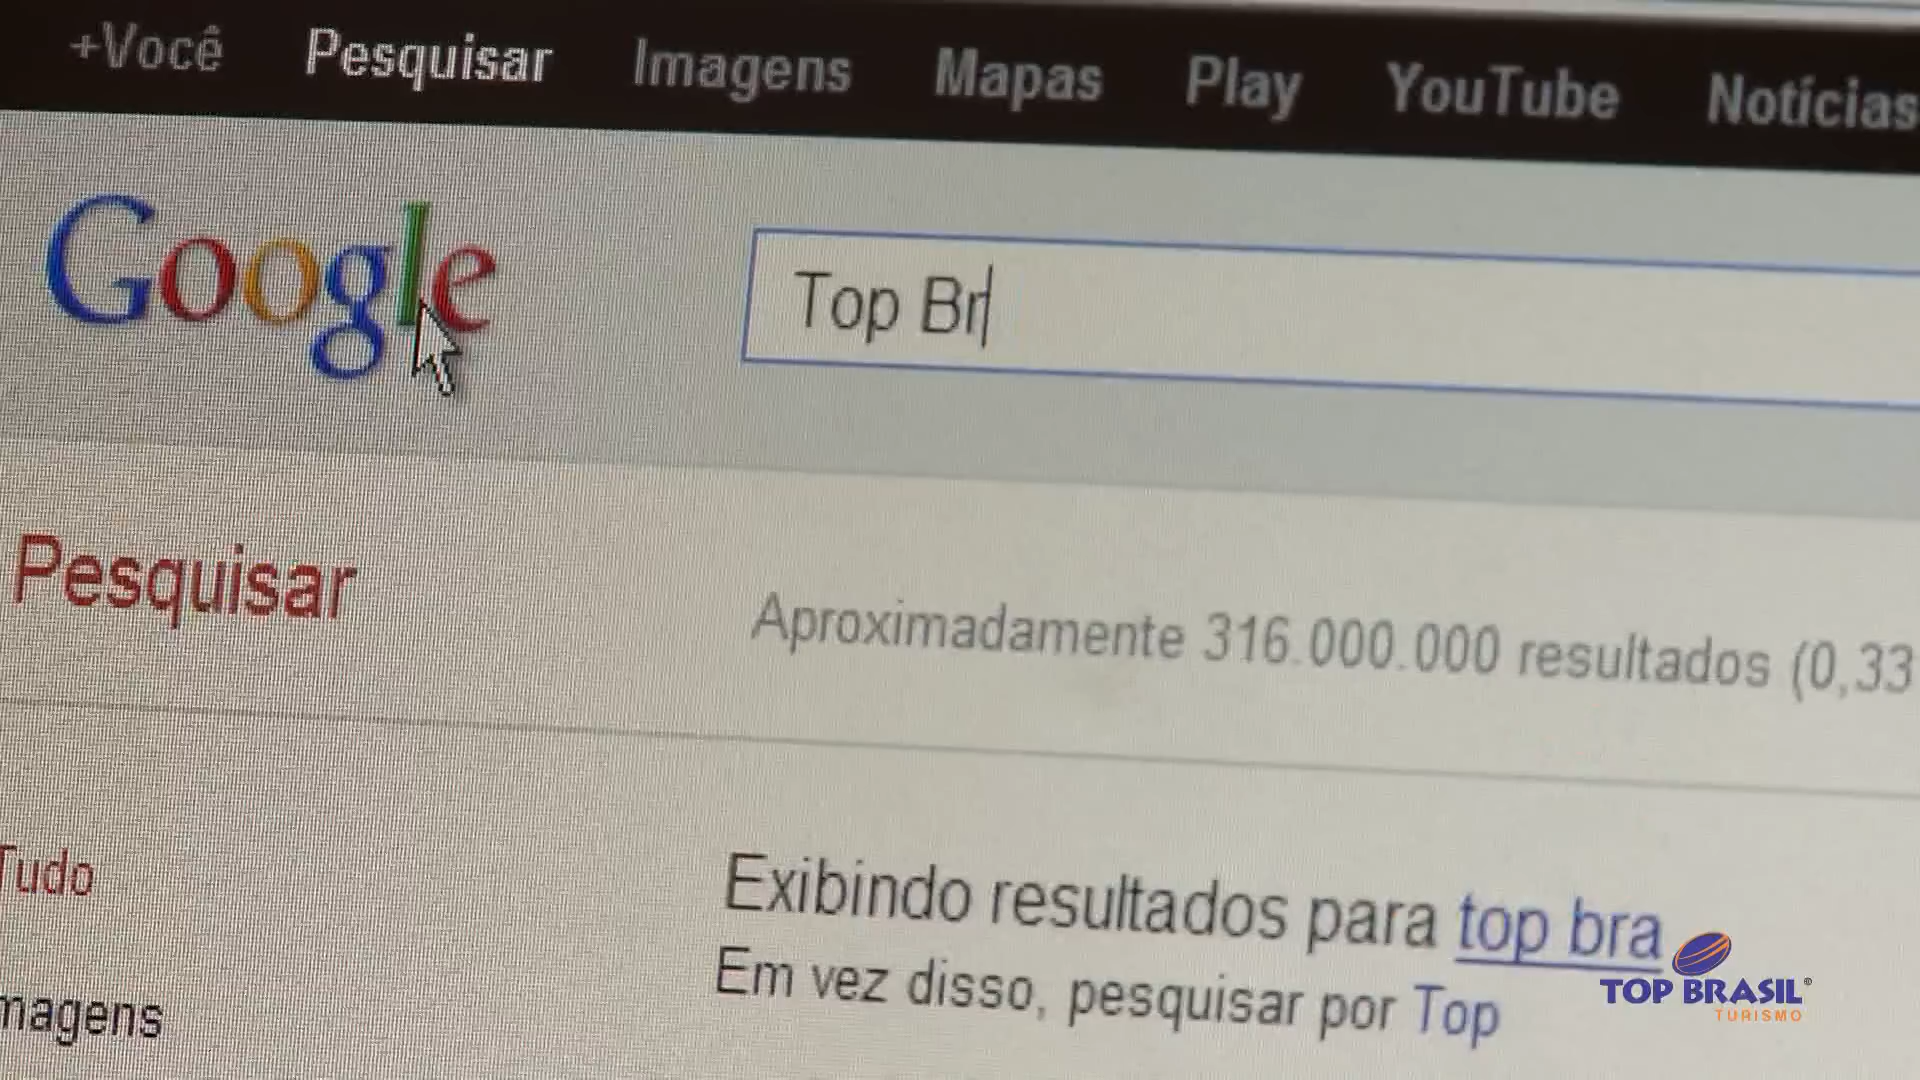 +Você Pesquisar Imagens Mapas Play YouTube Notícias
Google
Top Br
Pesquisar
Aproximadamente 316.000.000 resultados (0,33
Tudo
Exibindo resultados para top bra
Em vez disso, pesquisar por Top
magens
TOP BRASIL®
TURISMO